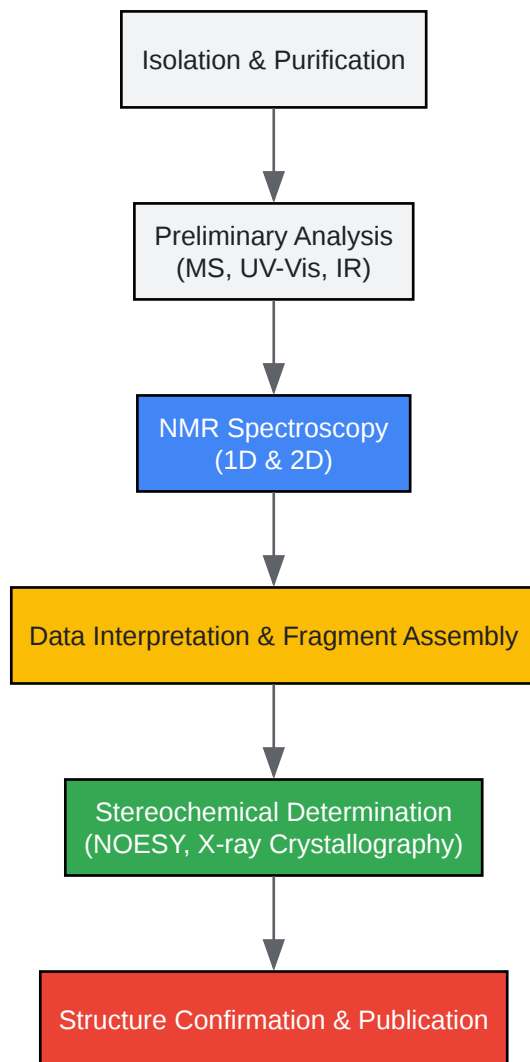 Isolation & Purification
Preliminary Analysis
(MS, UV-Vis, IR)
NMR Spectroscopy
(1D & 2D)
Data Interpretation & Fragment Assembly
Stereochemical Determination
(NOESY, X-ray Crystallography)
Structure Confirmation & Publication